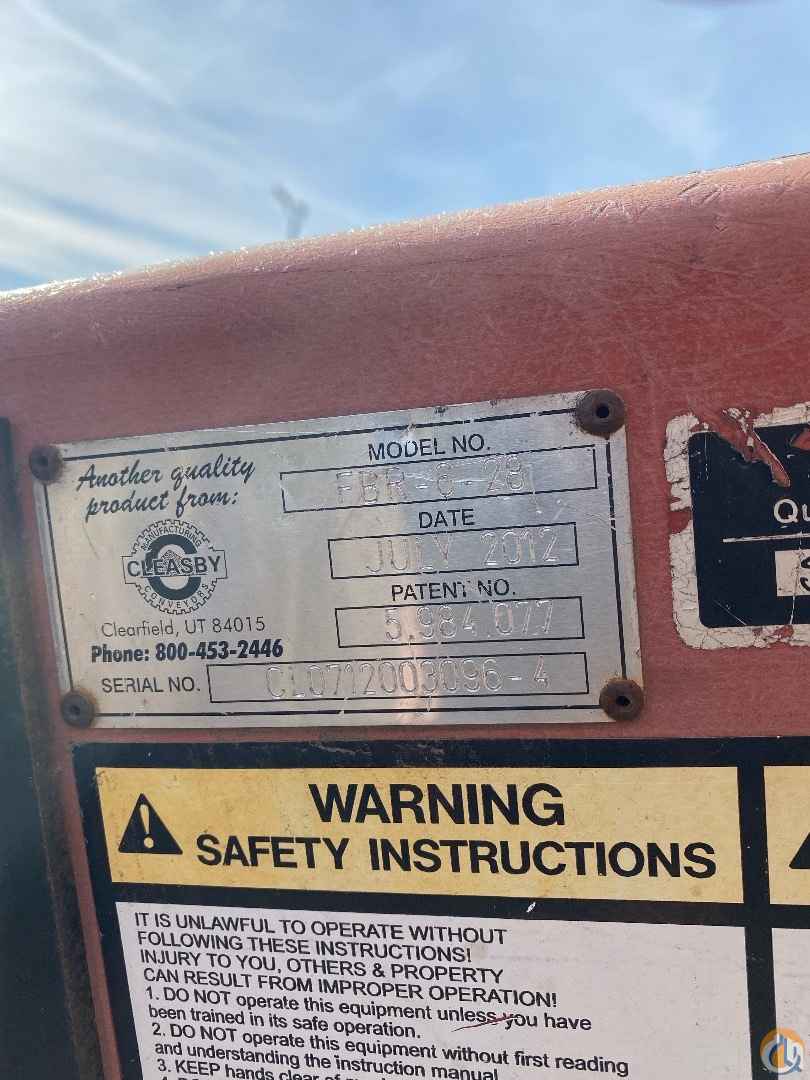 Another quality
product from:
MANUFACTURING
CLEASBY
CONVEYORS
Clearfield, UT 84015
Phone: 800-453-2446
MODEL NO.
FBR-6-28
DATE
JULY 2012
PATENT NO.
5,984,077
SERIAL NO. CL0712003096-4
Qu
WARNING
SAFETY INSTRUCTIONS
IT IS UNLAWFUL TO OPERATE WITHOUT
FOLLOWING THESE INSTRUCTIONS!
INJURY TO YOU, OTHERS & PROPERTY
CAN RESULT FROM IMPROPER OPERATION!
1. DO NOT operate this equipment unless you have
been trained in its safe operation.
2. DO NOT operate this equipment without first reading
and understanding the instruction manual
3. KEEP hands clear of